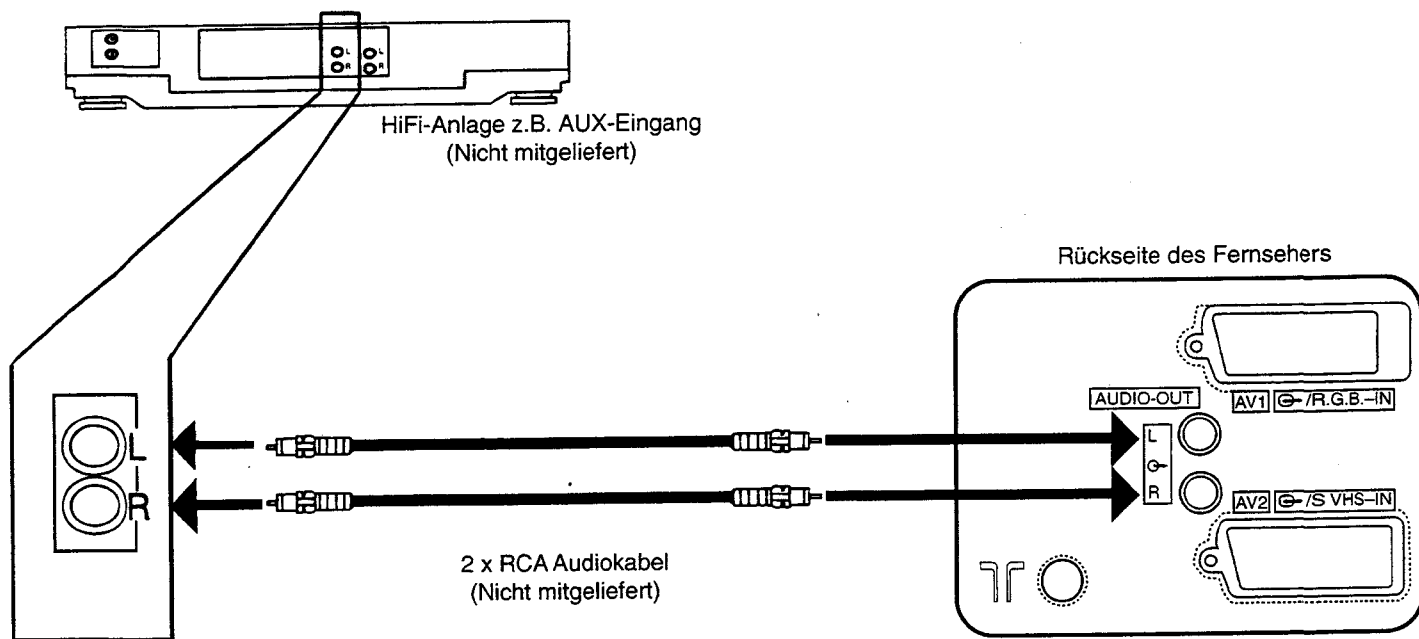 L L
R R
HiFi-Anlage z.B. AUX-Eingang
(Nicht mitgeliefert)
Rückseite des Fernsehers
AUDIO-OUT
AV1 /R.G.B.–IN
L
R
L
R
AV2 /S VHS–IN
2 x RCA Audiokabel
(Nicht mitgeliefert)